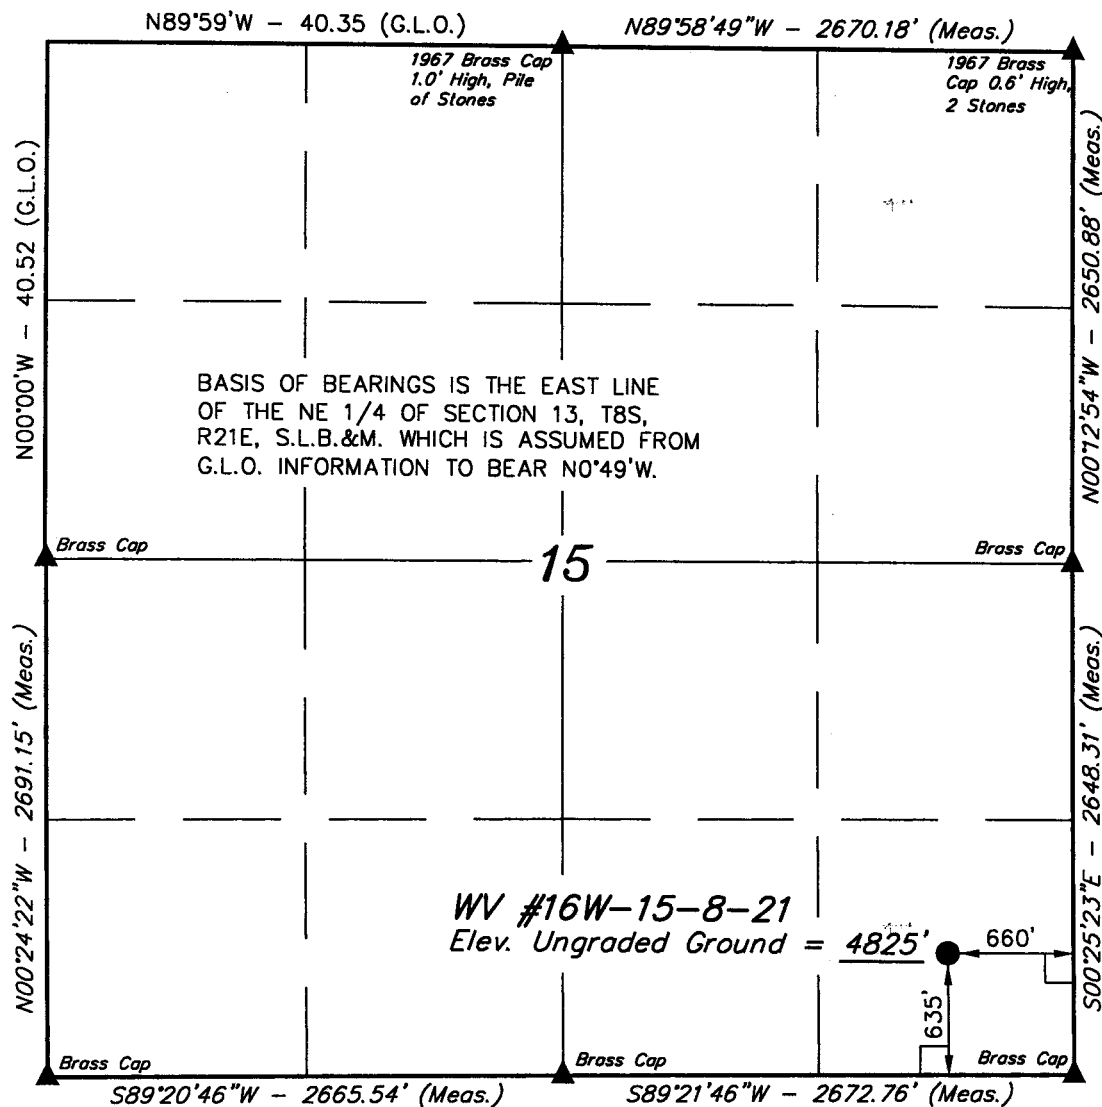 N89°59'W - 40.35 (G.L.O.)
N89°58'49"W - 2670.18' (Meas.)
1967 Brass Cap
1.0' High, Pile
of Stones
1967 Brass
Cap 0.6' High,
2 Stones
N00°00'W - 40.52 (G.L.O.)
N00°12'54"W - 2650.88' (Meas.)
BASIS OF BEARINGS IS THE EAST LINE
OF THE NE 1/4 OF SECTION 13, T8S,
R21E, S.L.B.&M. WHICH IS ASSUMED FROM
G.L.O. INFORMATION TO BEAR N0°49'W.
Brass Cap
15
Brass Cap
N00°24'22"W - 2691.15' (Meas.)
S00°25'23"E - 2648.31' (Meas.)
WV #16W-15-8-21
Elev. Ungraded Ground = 4825'
660'
635'
Brass Cap
Brass Cap
Brass Cap
S89°20'46"W - 2665.54' (Meas.)
S89°21'46"W - 2672.76' (Meas.)